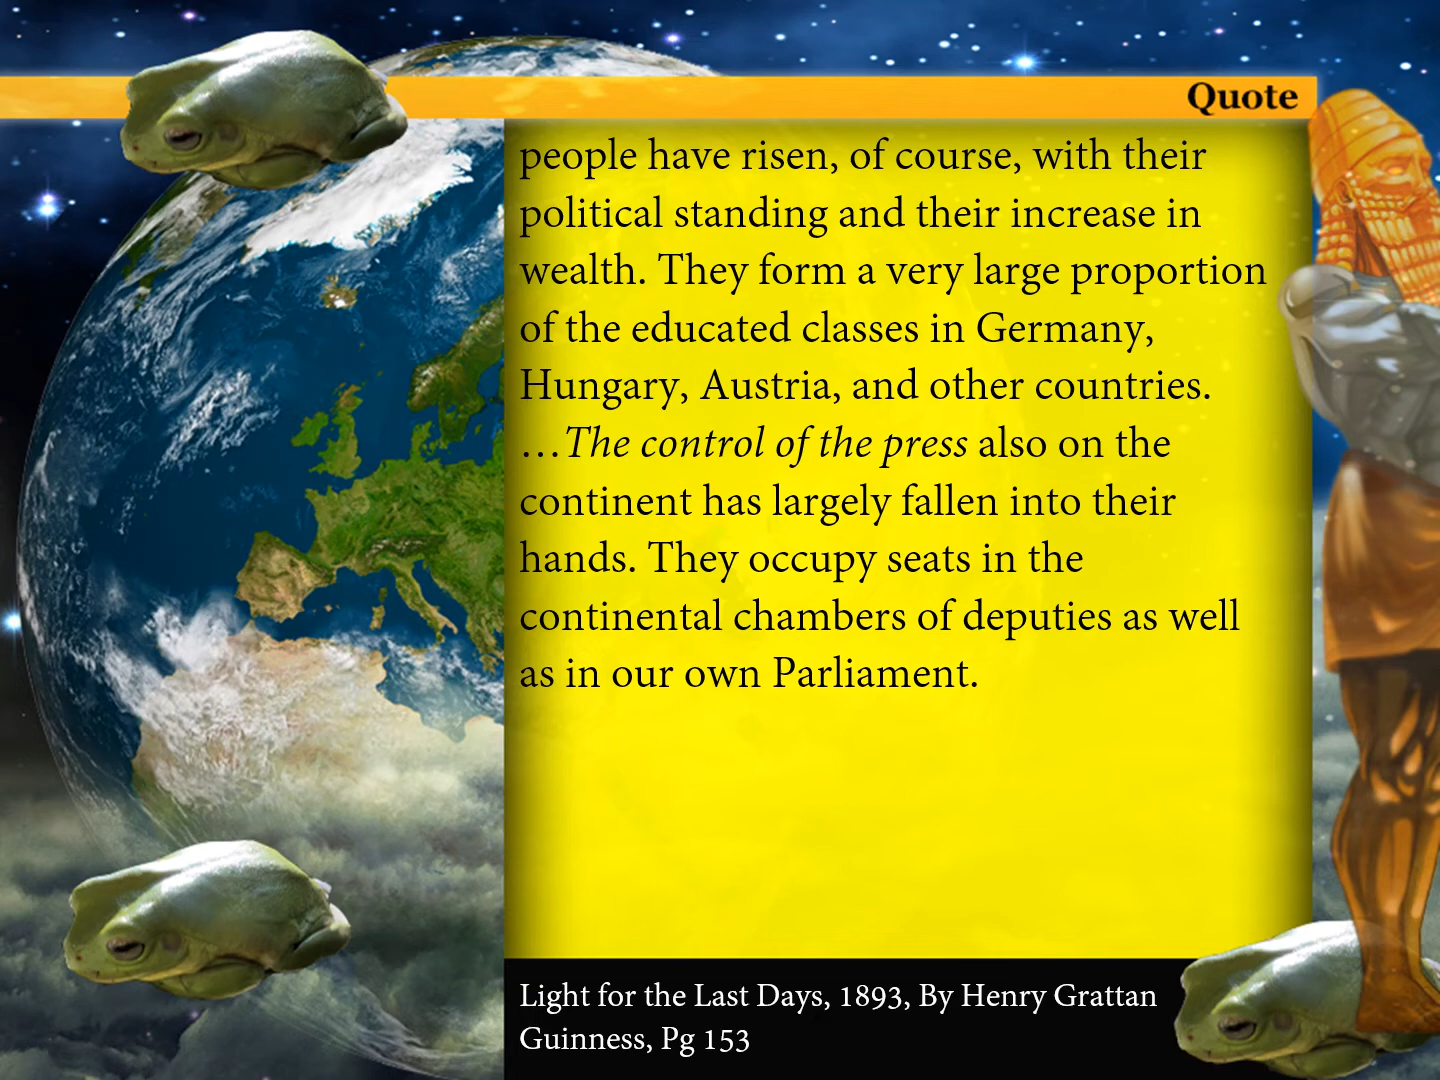 Quote
people have risen, of course, with their
political standing and their increase in
wealth. They form a very large proportion
of the educated classes in Germany,
Hungary, Austria, and other countries.
…The control of the press also on the
continent has largely fallen into their
hands. They occupy seats in the
continental chambers of deputies as well
as in our own Parliament.
Light for the Last Days, 1893, By Henry Grattan
Guinness, Pg 153